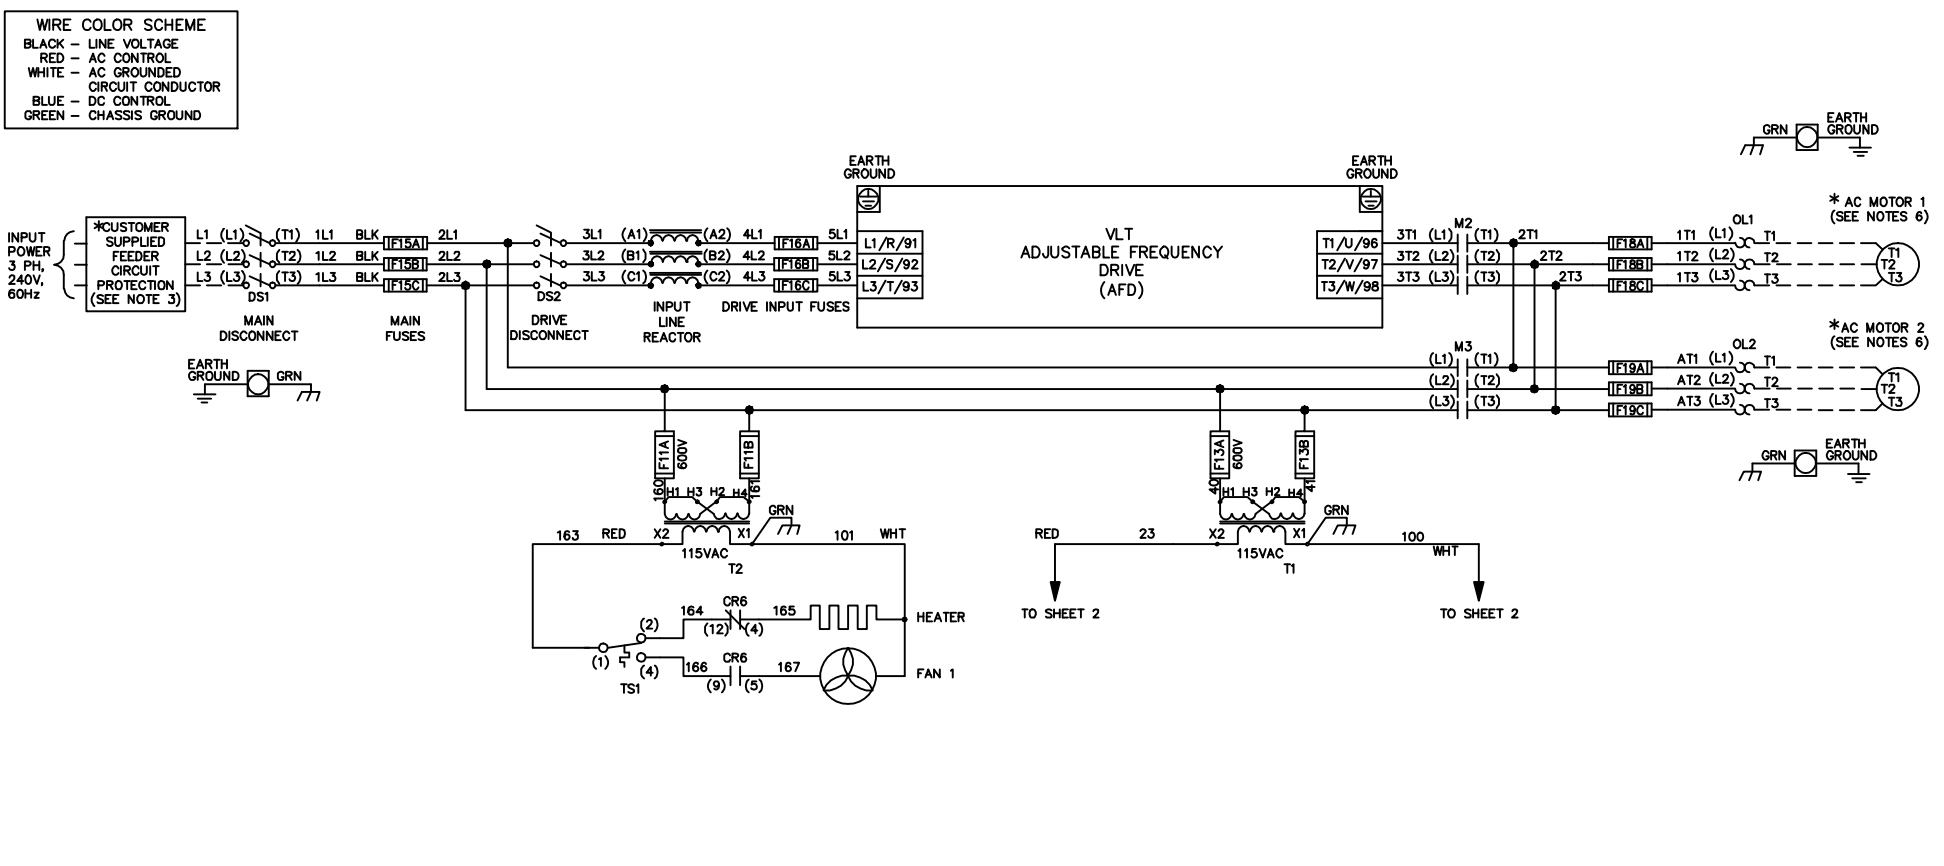 WIRE COLOR SCHEME
BLACK – LINE VOLTAGE
RED – AC CONTROL
WHITE – AC GROUNDED
CIRCUIT CONDUCTOR
BLUE – DC CONTROL
GREEN – CHASSIS GROUND
INPUT
POWER
3 PH,
240V,
60Hz
*CUSTOMER
SUPPLIED
FEEDER
CIRCUIT
PROTECTION
(SEE NOTE 3)
L1 (L1) (T1) 1L1 BLK F15A 2L1
L2 (L2) (T2) 1L2 BLK F15B 2L2
L3 (L3) (T3) 1L3 BLK F15C 2L3
DS1
MAIN
DISCONNECT
MAIN
FUSES
EARTH
GROUND
GRN
3L1 (A1) (A2) 4L1 F16A 5L1
3L2 (B1) (B2) 4L2 F16B 5L2
3L3 (C1) (C2) 4L3 F16C 5L3
DS2
DRIVE
DISCONNECT
INPUT
LINE
REACTOR
DRIVE INPUT FUSES
EARTH
GROUND
L1/R/91
L2/S/92
L3/T/93
VLT
ADJUSTABLE FREQUENCY
DRIVE
(AFD)
EARTH
GROUND
T1/U/96
T2/V/97
T3/W/98
M2
3T1 (L1) (T1) 2T1 F18A 1T1 (L1) T1
3T2 (L2) (T2) 2T2 F18B 1T2 (L2) T2
3T3 (L3) (T3) 2T3 F18C 1T3 (L3) T3
OL1
GRN
EARTH
GROUND
* AC MOTOR 1
(SEE NOTES 6)
T1
T2
T3
M3
(L1) (T1) F19A AT1 (L1) T1
(L2) (T2) F19B AT2 (L2) T2
(L3) (T3) F19C AT3 (L3) T3
OL2
* AC MOTOR 2
(SEE NOTES 6)
T1
T2
T3
GRN
EARTH
GROUND
F11A
600V
F11B
160
161
H1 H3 H2 H4
GRN
163 RED X2 X1 101 WHT
115VAC
T2
CR6
164 165
(2) (12) (4)
HEATER
(1)
CR6
166 167
(4) (9) (5)
FAN 1
TS1
F13A
600V
F13B
40
41
H1 H3 H2 H4
GRN
RED 23 X2 X1 100
WHT
115VAC
T1
TO SHEET 2
TO SHEET 2